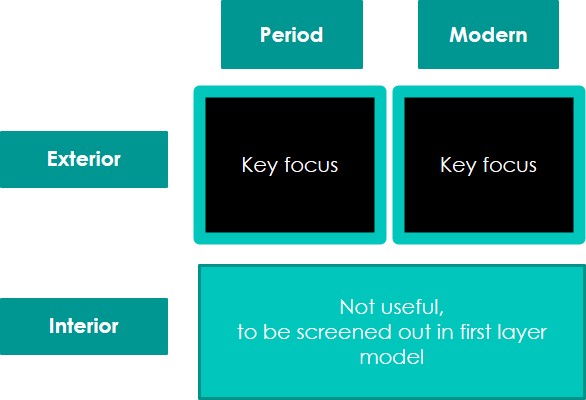 Period
Modern
Exterior
Key focus
Key focus
Interior
Not useful,
to be screened out in first layer
model